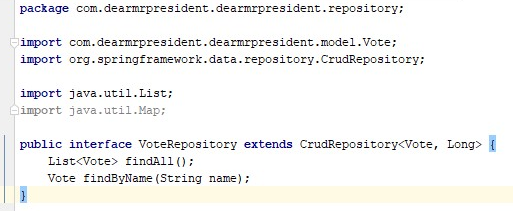 package com.dearmrpresident.dearmrpresident.repository;
import com.dearmrpresident.dearmrpresident.model.Vote;
import org.springframework.data.repository.CrudRepository;
import java.util.List;
import java.util.Map;
public interface VoteRepository extends CrudRepository<Vote, Long> {
List<Vote> findAll();
Vote findByName(String name);
}